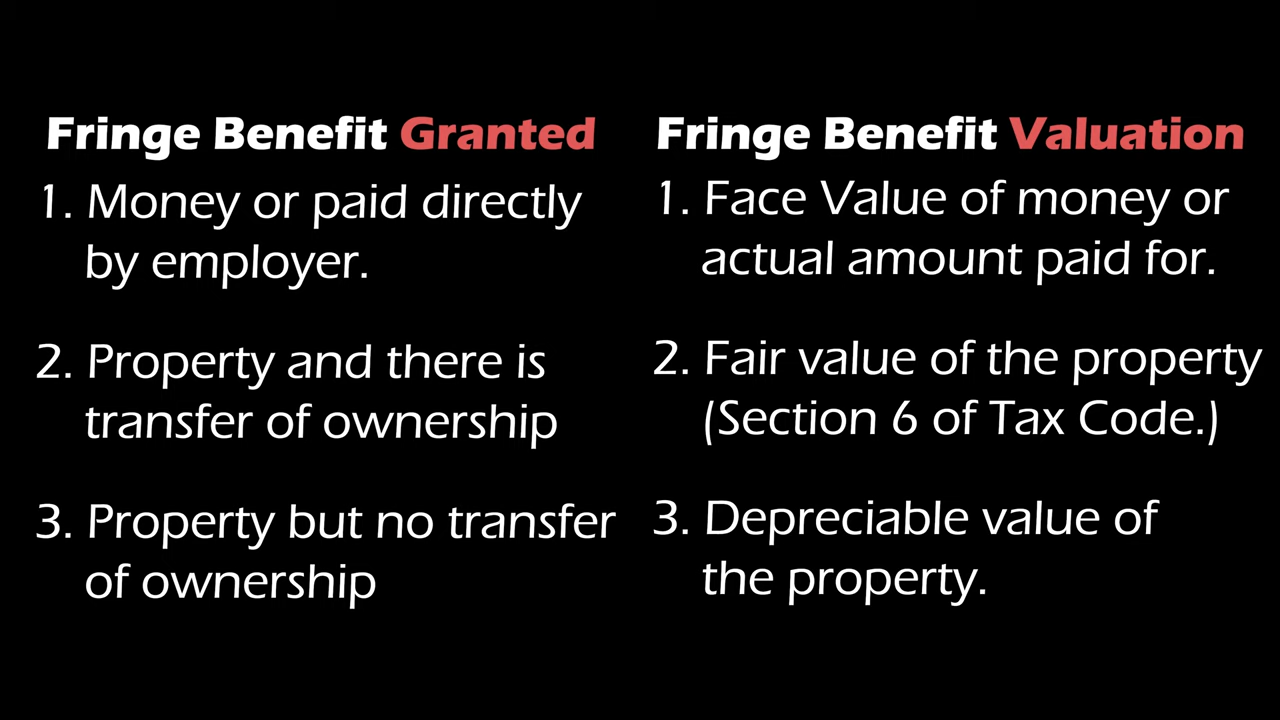 Fringe Benefit Granted
1. Money or paid directly
by employer.
2. Property and there is
transfer of ownership
3. Property but no transfer
of ownership
Fringe Benefit Valuation
1. Face Value of money or
actual amount paid for.
2. Fair value of the property
(Section 6 of Tax Code.)
3. Depreciable value of
the property.